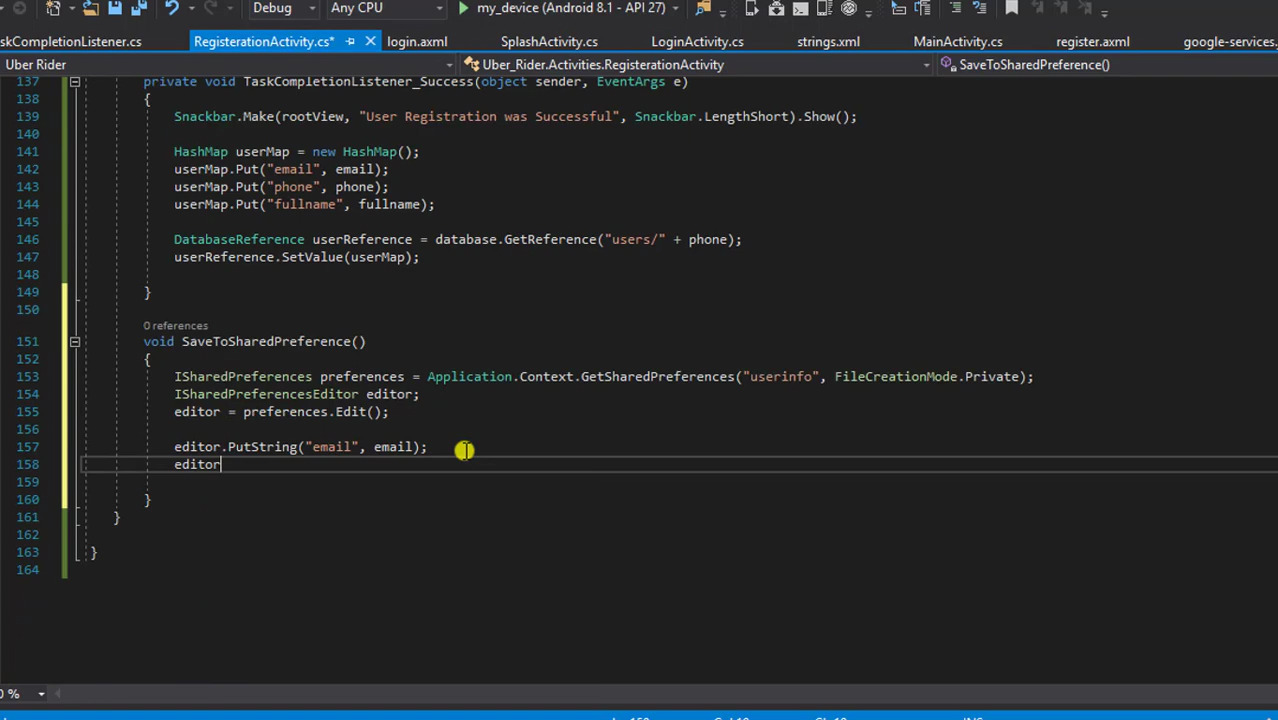 Debug Any CPU my_device (Android 8.1 - API 27)
skCompletionListener.cs RegisterationActivity.cs* login.axml SplashActivity.cs LoginActivity.cs strings.xml MainActivity.cs register.axml google-services.
Uber Rider Uber_Rider.Activities.RegisterationActivity SaveToSharedPreference()
137 private void TaskCompletionListener_Success(object sender, EventArgs e)
138 {
139 Snackbar.Make(rootView, "User Registration was Successful", Snackbar.LengthShort).Show();
140
141 HashMap userMap = new HashMap();
142 userMap.Put("email", email);
143 userMap.Put("phone", phone);
144 userMap.Put("fullname", fullname);
145
146 DatabaseReference userReference = database.GetReference("users/" + phone);
147 userReference.SetValue(userMap);
148
149 }
150
0 references
151 void SaveToSharedPreference()
152 {
153 ISharedPreferences preferences = Application.Context.GetSharedPreferences("userinfo", FileCreationMode.Private);
154 ISharedPreferencesEditor editor;
155 editor = preferences.Edit();
156
157 editor.PutString("email", email);
158 editor
159
160 }
161 }
162
163 }
164
0 %
INS